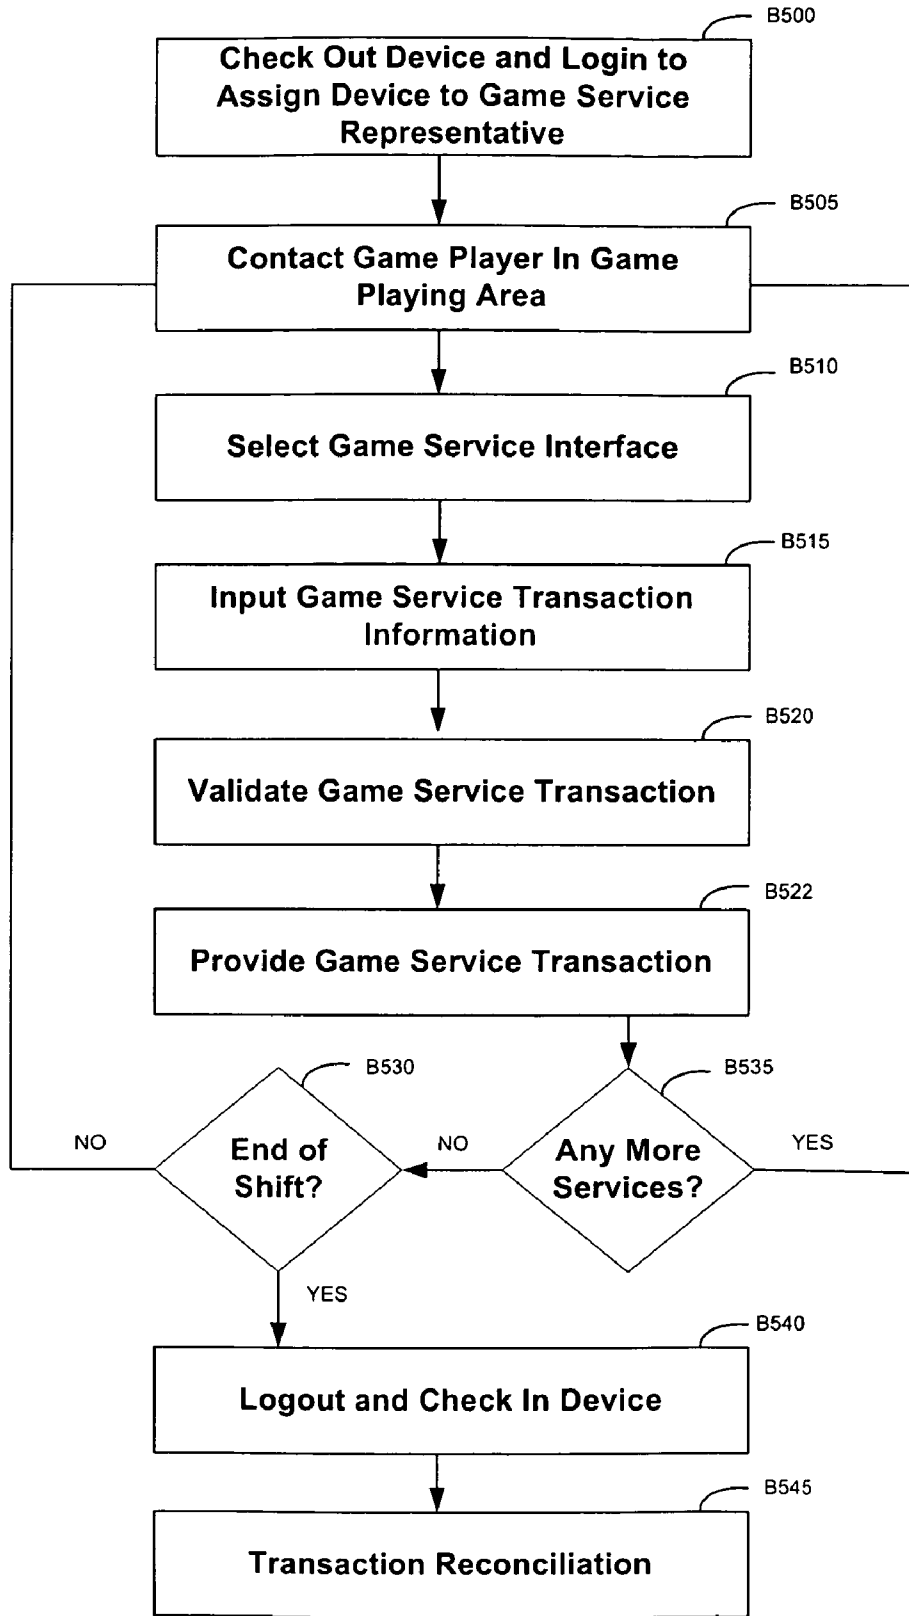 B500
Check Out Device and Login to
Assign Device to Game Service
Representative
B505
Contact Game Player In Game
Playing Area
B510
Select Game Service Interface
B515
Input Game Service Transaction
Information
B520
Validate Game Service Transaction
B522
Provide Game Service Transaction
B530
B535
NO
End of
Shift?
NO
Any More
Services?
YES
YES
B540
Logout and Check In Device
B545
Transaction Reconciliation